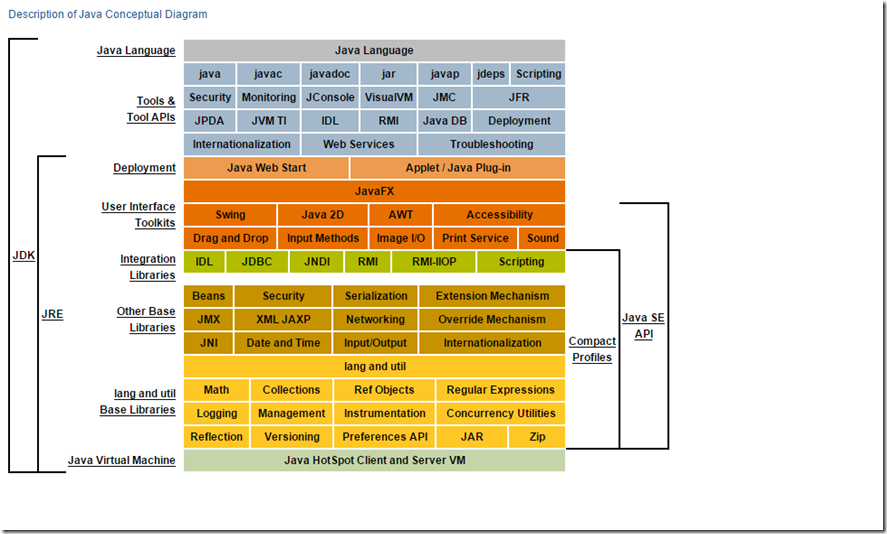 Description of Java Conceptual Diagram
Java Language Java Language
java javac javadoc jar javap jdeps Scripting
Tools & Tool APIs Security Monitoring JConsole VisualVM JMC JFR
JPDA JVM TI IDL RMI Java DB Deployment
Internationalization Web Services Troubleshooting
Deployment Java Web Start Applet / Java Plug-in
JavaFX
User Interface Toolkits Swing Java 2D AWT Accessibility
Drag and Drop Input Methods Image I/O Print Service Sound
Integration Libraries IDL JDBC JNDI RMI RMI-IIOP Scripting
JDK
Beans Security Serialization Extension Mechanism
JRE Other Base Libraries JMX XML JAXP Networking Override Mechanism Java SE API
JNI Date and Time Input/Output Internationalization Compact Profiles
lang and util
lang and util Base Libraries Math Collections Ref Objects Regular Expressions
Logging Management Instrumentation Concurrency Utilities
Reflection Versioning Preferences API JAR Zip
Java Virtual Machine Java HotSpot Client and Server VM